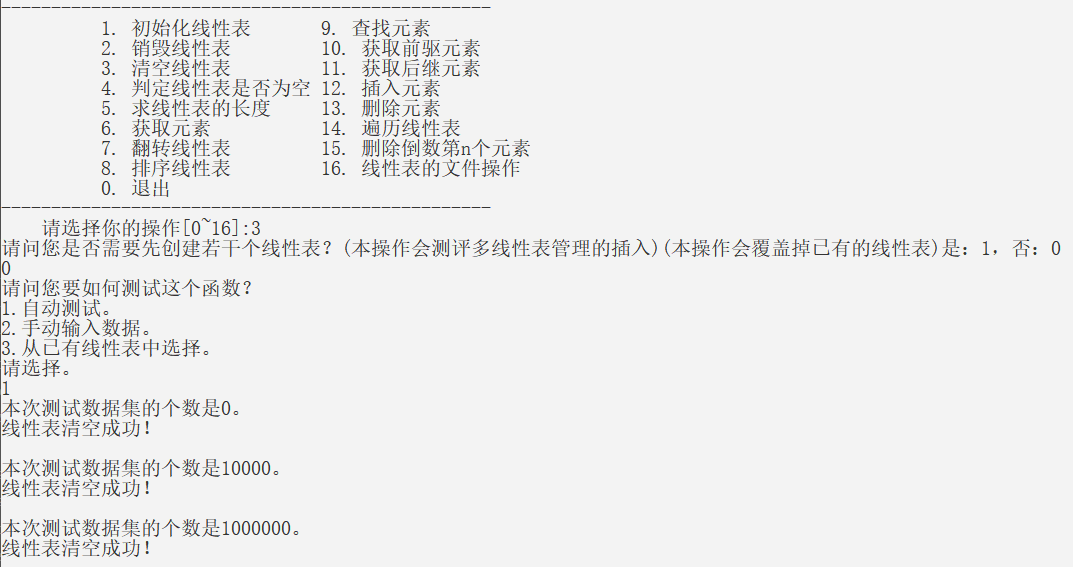 --------------------------------------------------
1. 初始化线性表 9. 查找元素
2. 销毁线性表 10. 获取前驱元素
3. 清空线性表 11. 获取后继元素
4. 判定线性表是否为空 12. 插入元素
5. 求线性表的长度 13. 删除元素
6. 获取元素 14. 遍历线性表
7. 翻转线性表 15. 删除倒数第n个元素
8. 排序线性表 16. 线性表的文件操作
0. 退出
--------------------------------------------------
请选择你的操作[0~16]:3
请问您是否需要先创建若干个线性表？(本操作会测评多线性表管理的插入)(本操作会覆盖掉已有的线性表)是：1，否：0
0
请问您要如何测试这个函数？
1.自动测试。
2.手动输入数据。
3.从已有线性表中选择。
请选择。
1
本次测试数据集的个数是0。
线性表清空成功！
本次测试数据集的个数是10000。
线性表清空成功！
本次测试数据集的个数是1000000。
线性表清空成功！